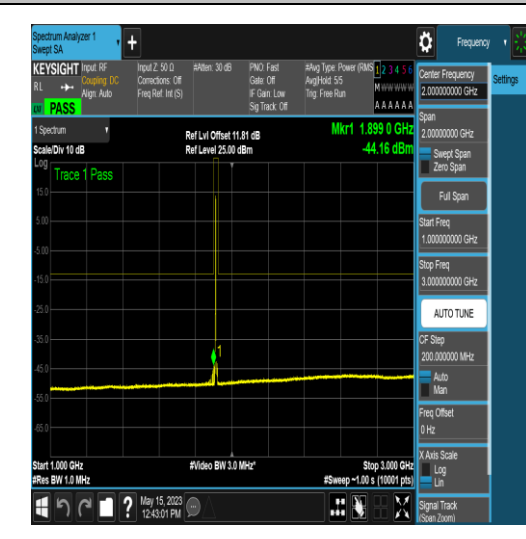 Spectrum Analyzer 1
Swept SA
+
Frequency
KEYSIGHT
RL
PASS
Input: RF
Coupling: DC
Align: Auto
Input Z: 50 Ω
Corrections: Off
Freq Ref: Int (S)
#Atten: 30 dB
PNO: Fast
Gate: Off
IF Gain: Low
Sig Track: Off
#Avg Type: Power (RMS
Avg|Hold: 5/5
Trig: Free Run
1 2 3 4 5 6
M W W W W W
A A A A A A
1 Spectrum
Scale/Div 10 dB
Ref Lvl Offset 11.81 dB
Ref Level 25.00 dBm
Mkr1 1.899 0 GHz
-44.16 dBm
Log
Trace 1 Pass
15.0
5.00
-5.00
-15.0
-25.0
-35.0
-45.0
-55.0
-65.0
1
Start 1.000 GHz
#Res BW 1.0 MHz
#Video BW 3.0 MHz*
Stop 3.000 GHz
#Sweep ~1.00 s (10001 pts)
?
May 15, 2023
12:43:01 PM
Center Frequency
2.000000000 GHz
Settings
Span
2.00000000 GHz
Swept Span
Zero Span
Full Span
Start Freq
1.000000000 GHz
Stop Freq
3.000000000 GHz
AUTO TUNE
CF Step
200.000000 MHz
Auto
Man
Freq Offset
0 Hz
X Axis Scale
Log
Lin
Signal Track
(Span Zoom)